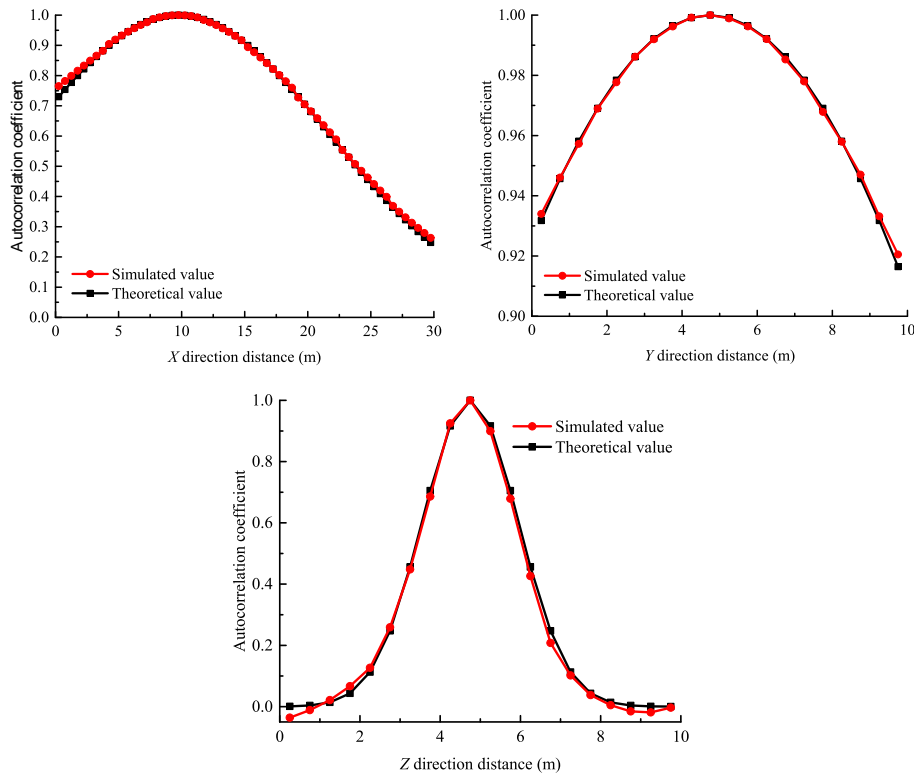 1.0
0.9
0.8
0.7
0.6
0.5
0.4
0.3
0.2
0.1
0.0
Autocorrelation coefficient
Simulated value
Theoretical value
0 5 10 15 20 25 30
X direction distance (m)
1.00
0.98
0.96
0.94
0.92
0.90
Autocorrelation coefficient
Simulated value
Theoretical value
0 2 4 6 8 10
Y direction distance (m)
1.0
0.8
0.6
0.4
0.2
0.0
Autocorrelation coefficient
Simulated value
Theoretical value
0 2 4 6 8 10
Z direction distance (m)